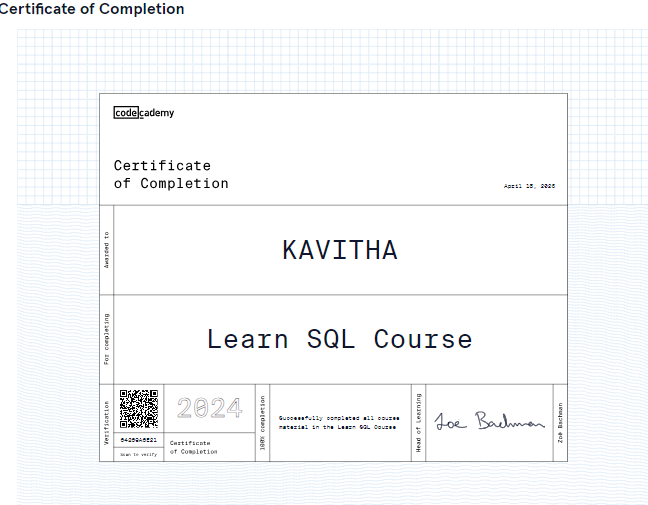 Certificate of Completion
codecademy
Certificate
of Completion
April 15, 2025
Awarded to
KAVITHA
For completing
Learn SQL Course
Verification
Scan to verify
2024
Certificate
of Completion
100% completion
Successfully completed all course
material in the Learn SQL Course
Head of Learning
Zoe Bachman
Zoë Bachman